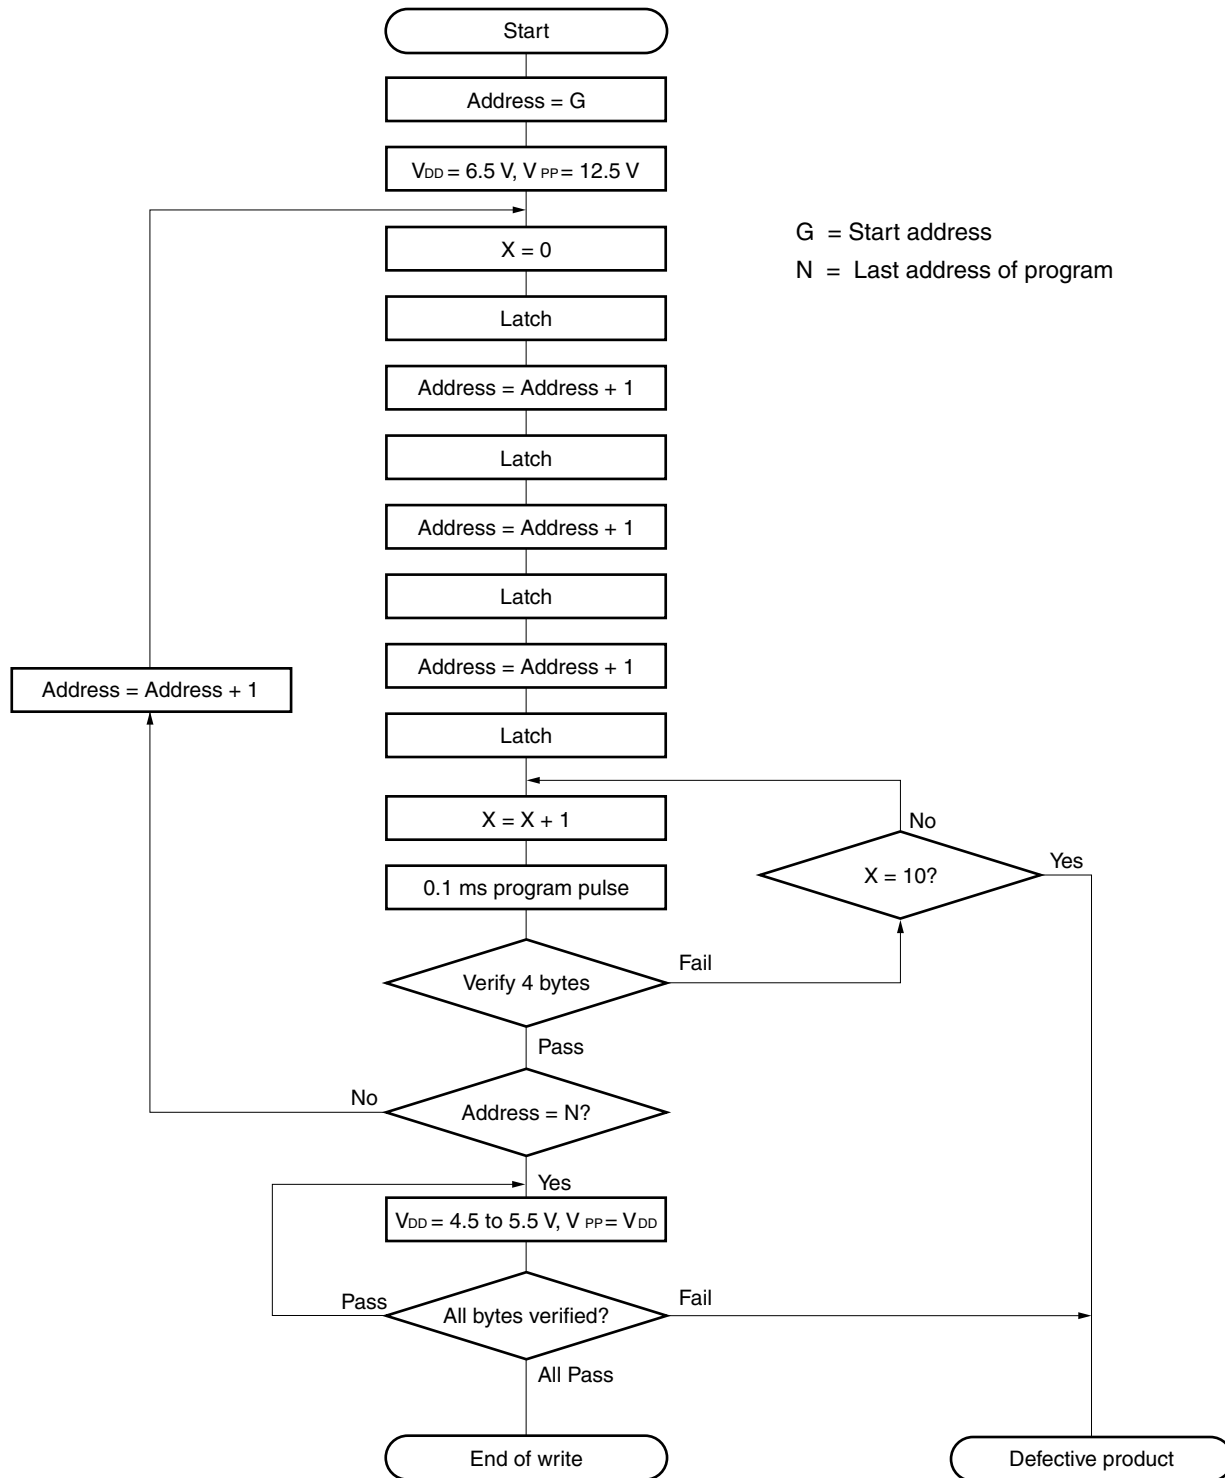 Start
Address = G
VDD = 6.5 V, VPP = 12.5 V
G = Start address
N = Last address of program
X = 0
Latch
Address = Address + 1
Latch
Address = Address + 1
Latch
Address = Address + 1
Address = Address + 1
Latch
X = X + 1
No
Yes
X = 10?
0.1 ms program pulse
Fail
Verify 4 bytes
Pass
No
Address = N?
Yes
VDD = 4.5 to 5.5 V, VPP = VDD
Pass
Fail
All bytes verified?
All Pass
End of write
Defective product